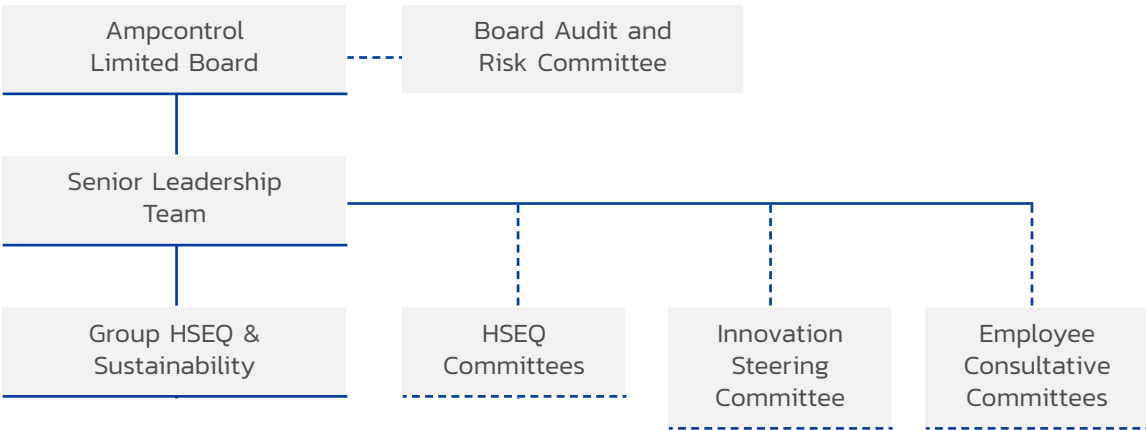 Ampcontrol
Limited Board
Board Audit and
Risk Committee
Senior Leadership
Team
Group HSEQ &
Sustainability
HSEQ
Committees
Innovation
Steering
Committee
Employee
Consultative
Committees